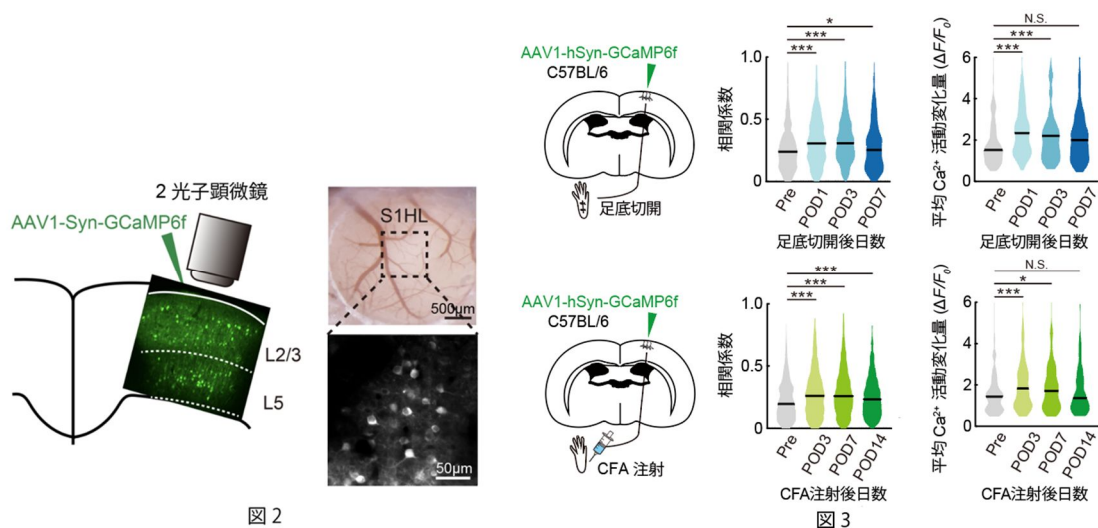 2 光子顕微鏡
AAV1-Syn-GCaMP6f
L2/3
L5
S1HL
500μm
50μm
図 2
AAV1-hSyn-GCaMP6f
C57BL/6
足底切開
相関係数
1.0
0.5
0
*
***
***
Pre
POD1
POD3
POD7
足底切開後日数
平均 Ca²⁺ 活動変化量 (ΔF/F₀)
6
4
2
0
N.S.
***
***
Pre
POD1
POD3
POD7
足底切開後日数
AAV1-hSyn-GCaMP6f
C57BL/6
CFA 注射
相関係数
1.0
0.5
0
***
***
***
Pre
POD3
POD7
POD14
CFA注射後日数
平均 Ca²⁺ 活動変化量 (ΔF/F₀)
6
4
2
0
N.S.
*
***
Pre
POD3
POD7
POD14
CFA注射後日数
図 3